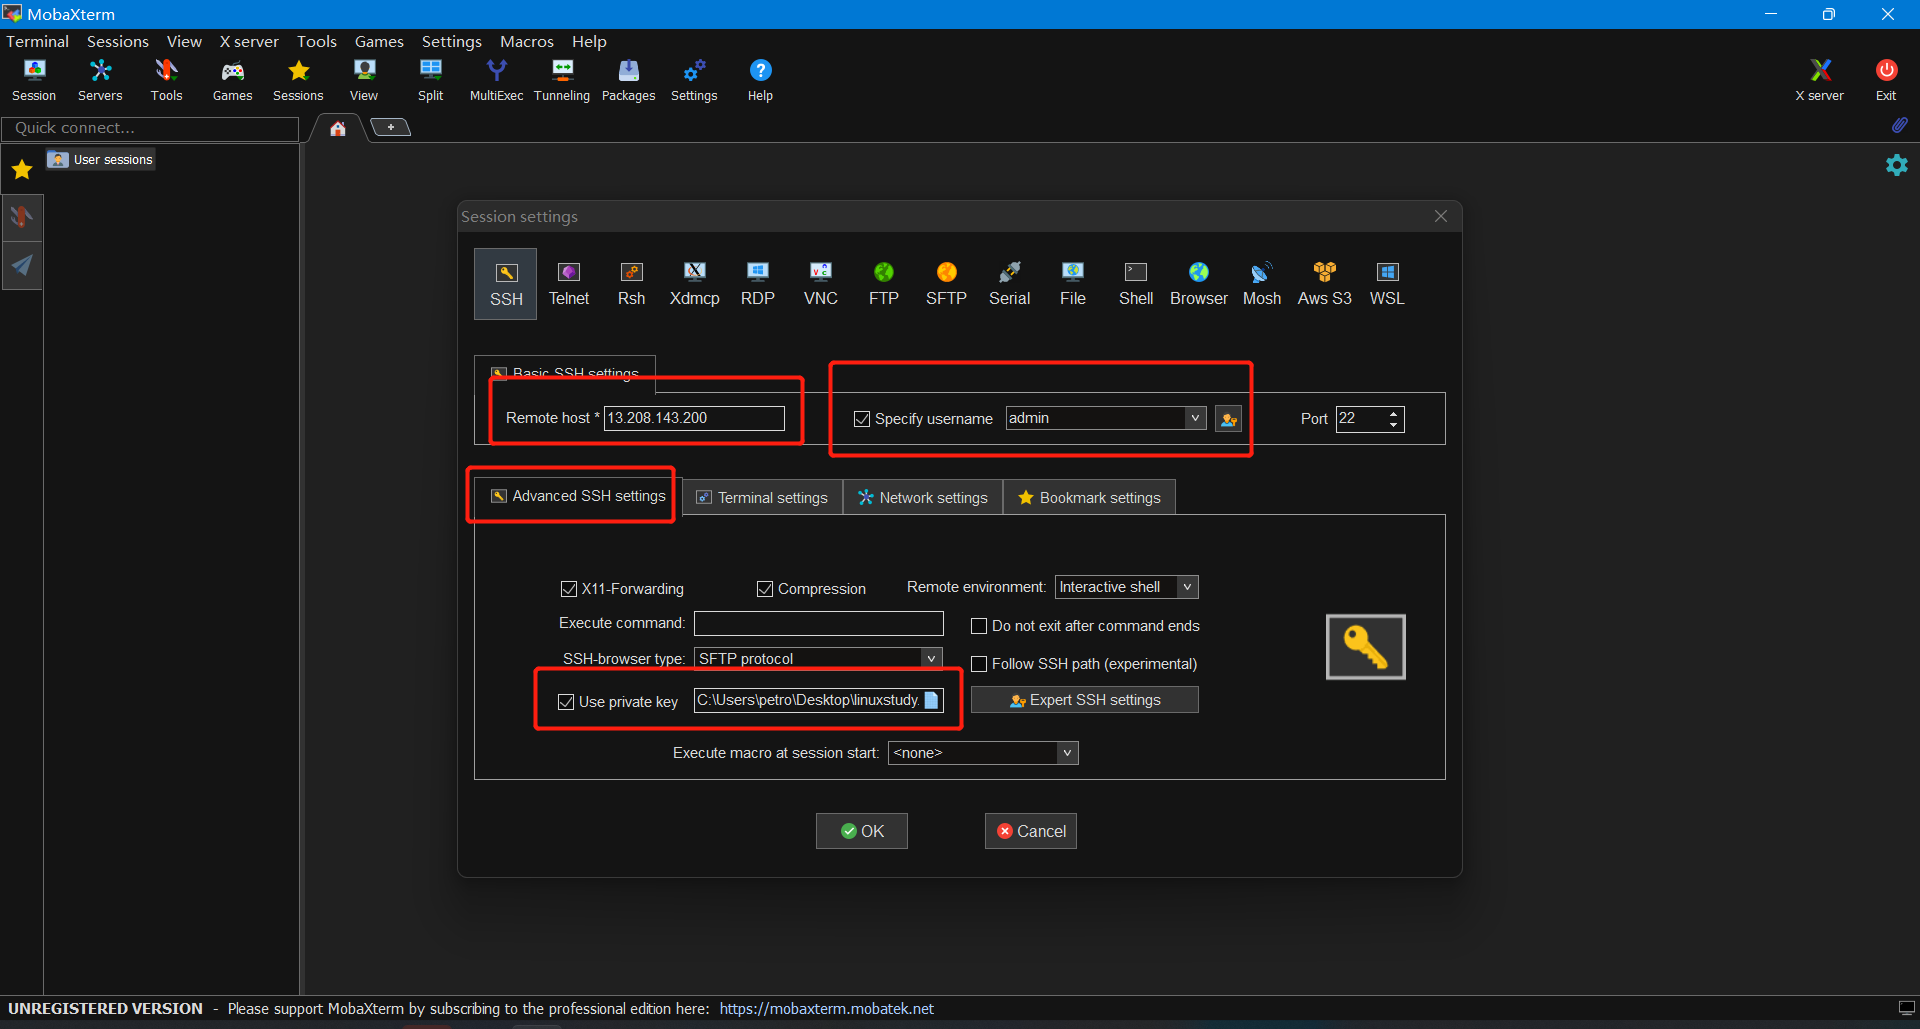 MobaXterm
Terminal Sessions View X server Tools Games Settings Macros Help
Session Servers Tools Games Sessions View Split MultiExec Tunneling Packages Settings Help X server Exit
Quick connect...
+
User sessions
Session settings
SSH Telnet Rsh Xdmcp RDP VNC FTP SFTP Serial File Shell Browser Mosh Aws S3 WSL
Basic SSH settings
Remote host * 13.208.143.200 Specify username admin Port 22
Advanced SSH settings Terminal settings Network settings Bookmark settings
X11-Forwarding Compression Remote environment: Interactive shell
Execute command: Do not exit after command ends
SSH-browser type: SFTP protocol Follow SSH path (experimental)
Use private key C:\Users\petro\Desktop\linuxstudy. Expert SSH settings
Execute macro at session start: <none>
OK Cancel
UNREGISTERED VERSION - Please support MobaXterm by subscribing to the professional edition here: https://mobaxterm.mobatek.net